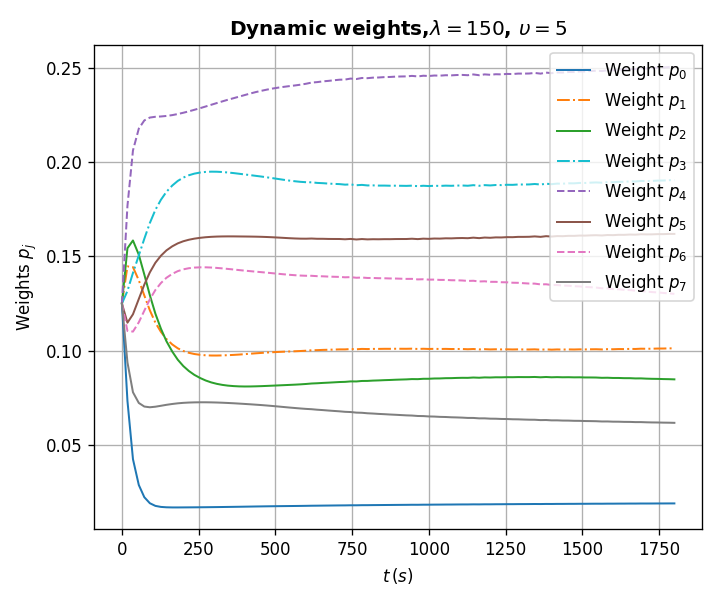 Dynamic weights,λ = 150, υ = 5
Weights p_j
0.25
0.20
0.15
0.10
0.05
0
250
500
750
1000
1250
1500
1750
t (s)
Weight p_0
Weight p_1
Weight p_2
Weight p_3
Weight p_4
Weight p_5
Weight p_6
Weight p_7